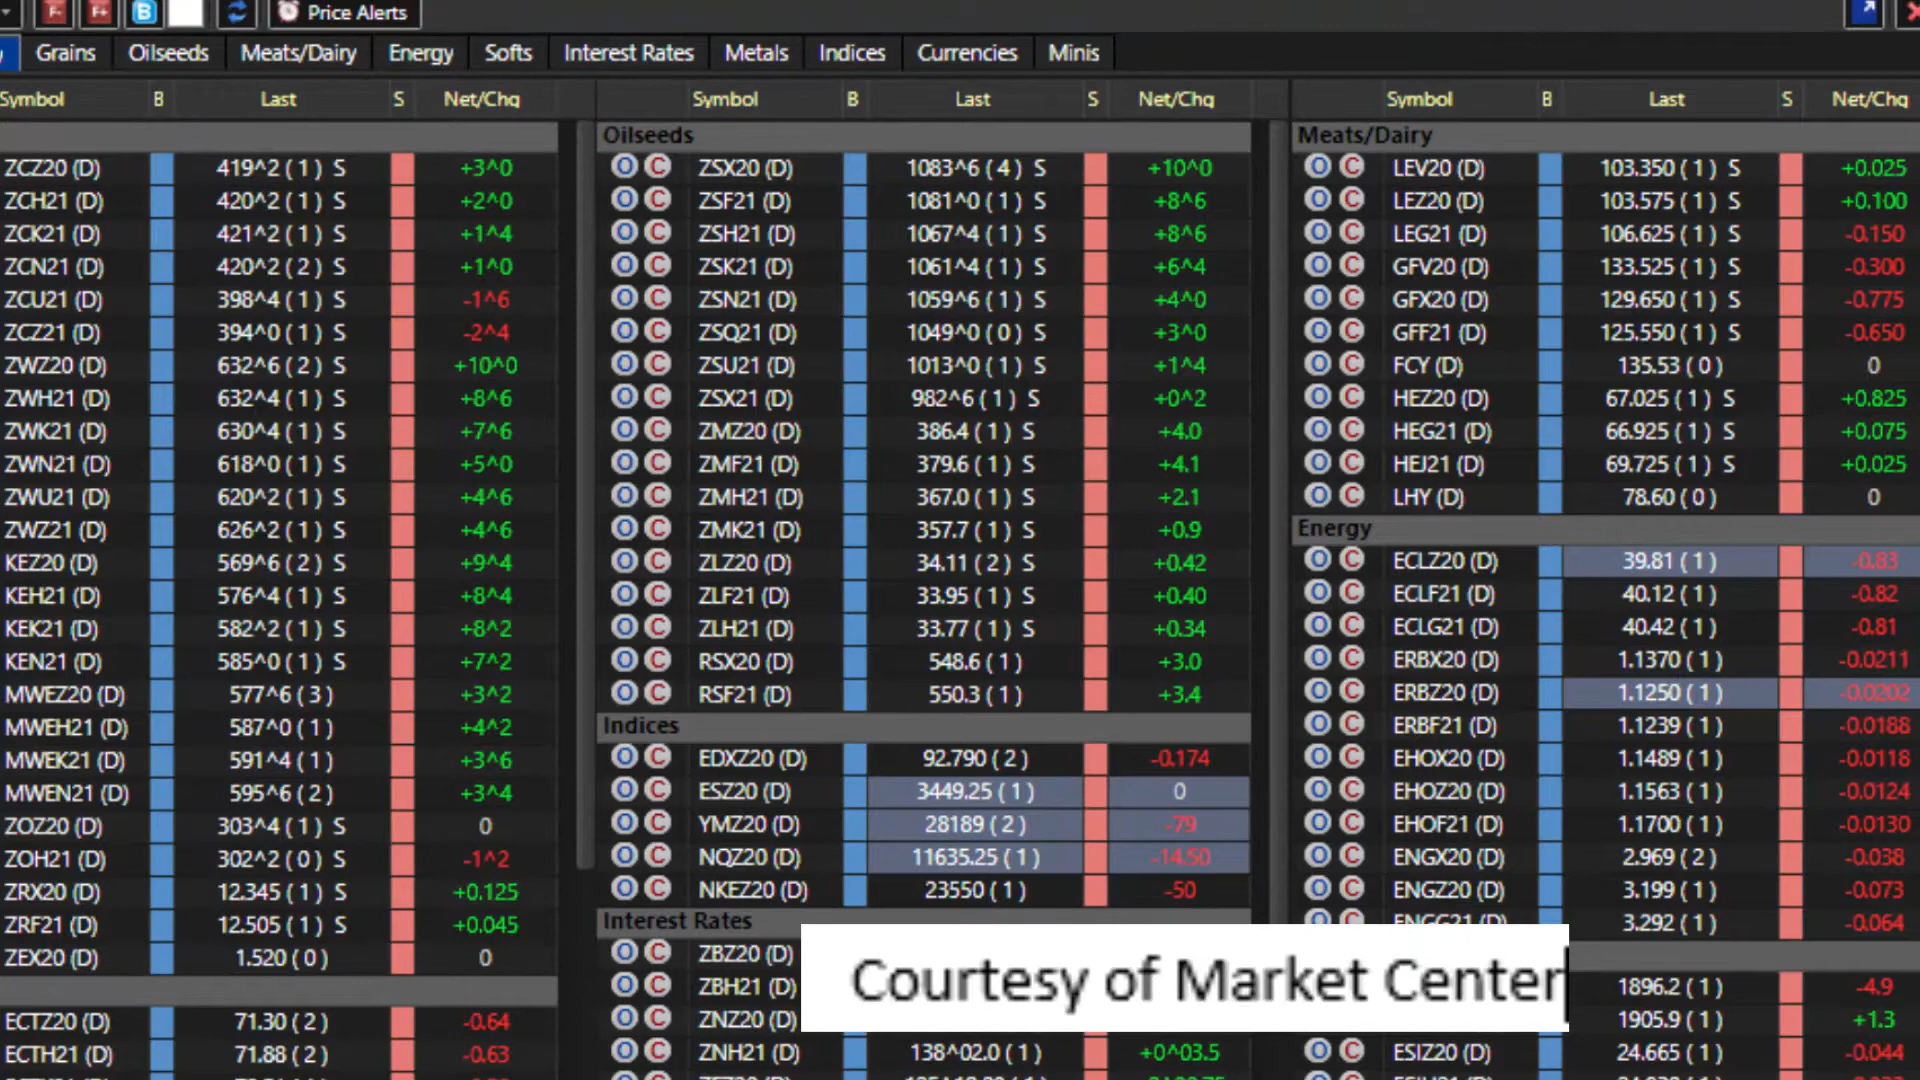 F- F+ B Price Alerts
Grains Oilseeds Meats/Dairy Energy Softs Interest Rates Metals Indices Currencies Minis
Symbol B Last S Net/Chg
ZCZ20 (D) 419^2 ( 1 ) S +3^0
ZCH21 (D) 420^2 ( 1 ) S +2^0
ZCK21 (D) 421^2 ( 1 ) S +1^4
ZCN21 (D) 420^2 ( 2 ) S +1^0
ZCU21 (D) 398^4 ( 1 ) S -1^6
ZCZ21 (D) 394^0 ( 1 ) S -2^4
ZWZ20 (D) 632^6 ( 2 ) S +10^0
ZWH21 (D) 632^4 ( 1 ) S +8^6
ZWK21 (D) 630^4 ( 1 ) S +7^6
ZWN21 (D) 618^0 ( 1 ) S +5^0
ZWU21 (D) 620^2 ( 1 ) S +4^6
ZWZ21 (D) 626^2 ( 1 ) S +4^6
KEZ20 (D) 569^6 ( 2 ) S +9^4
KEH21 (D) 576^4 ( 1 ) S +8^4
KEK21 (D) 582^2 ( 1 ) S +8^2
KEN21 (D) 585^0 ( 1 ) S +7^2
MWEZ20 (D) 577^6 ( 3 ) +3^2
MWEH21 (D) 587^0 ( 1 ) +4^2
MWEK21 (D) 591^4 ( 1 ) +3^6
MWEN21 (D) 595^6 ( 2 ) +3^4
ZOZ20 (D) 303^4 ( 1 ) S 0
ZOH21 (D) 302^2 ( 0 ) S -1^2
ZRX20 (D) 12.345 ( 1 ) S +0.125
ZRF21 (D) 12.505 ( 1 ) S +0.045
ZEX20 (D) 1.520 ( 0 ) 0
ECTZ20 (D) 71.30 ( 2 ) -0.64
ECTH21 (D) 71.88 ( 2 ) -0.63
Symbol B Last S Net/Chg
Oilseeds
O C ZSX20 (D) 1083^6 ( 4 ) S +10^0
O C ZSF21 (D) 1081^0 ( 1 ) S +8^6
O C ZSH21 (D) 1067^4 ( 1 ) S +8^6
O C ZSK21 (D) 1061^4 ( 1 ) S +6^4
O C ZSN21 (D) 1059^6 ( 1 ) S +4^0
O C ZSQ21 (D) 1049^0 ( 0 ) S +3^0
O C ZSU21 (D) 1013^0 ( 1 ) S +1^4
O C ZSX21 (D) 982^6 ( 1 ) S +0^2
O C ZMZ20 (D) 386.4 ( 1 ) S +4.0
O C ZMF21 (D) 379.6 ( 1 ) S +4.1
O C ZMH21 (D) 367.0 ( 1 ) S +2.1
O C ZMK21 (D) 357.7 ( 1 ) S +0.9
O C ZLZ20 (D) 34.11 ( 2 ) S +0.42
O C ZLF21 (D) 33.95 ( 1 ) S +0.40
O C ZLH21 (D) 33.77 ( 1 ) S +0.34
O C RSX20 (D) 548.6 ( 1 ) +3.0
O C RSF21 (D) 550.3 ( 1 ) +3.4
Indices
O C EDXZ20 (D) 92.790 ( 2 ) -0.174
O C ESZ20 (D) 3449.25 ( 1 ) 0
O C YMZ20 (D) 28189 ( 2 ) -79
O C NQZ20 (D) 11635.25 ( 1 ) -14.50
O C NKEZ20 (D) 23550 ( 1 ) -50
Interest Rates
O C ZBZ20 (D)
O C ZBH21 (D)
O C ZNZ20 (D)
O C ZNH21 (D) 138^02.0 ( 1 ) +0^03.5
Symbol B Last S Net/Chg
Meats/Dairy
O C LEV20 (D) 103.350 ( 1 ) S +0.025
O C LEZ20 (D) 103.575 ( 1 ) S +0.100
O C LEG21 (D) 106.625 ( 1 ) S -0.150
O C GFV20 (D) 133.525 ( 1 ) S -0.300
O C GFX20 (D) 129.650 ( 1 ) S -0.775
O C GFF21 (D) 125.550 ( 1 ) S -0.650
O C FCY (D) 135.53 ( 0 ) 0
O C HEZ20 (D) 67.025 ( 1 ) S +0.825
O C HEG21 (D) 66.925 ( 1 ) S +0.075
O C HEJ21 (D) 69.725 ( 1 ) S +0.025
O C LHY (D) 78.60 ( 0 ) 0
Energy
O C ECLZ20 (D) 39.81 ( 1 ) -0.83
O C ECLF21 (D) 40.12 ( 1 ) -0.82
O C ECLG21 (D) 40.42 ( 1 ) -0.81
O C ERBX20 (D) 1.1370 ( 1 ) -0.0211
O C ERBZ20 (D) 1.1250 ( 1 ) -0.0202
O C ERBF21 (D) 1.1239 ( 1 ) -0.0188
O C EHOX20 (D) 1.1489 ( 1 ) -0.0118
O C EHOZ20 (D) 1.1563 ( 1 ) -0.0124
O C EHOF21 (D) 1.1700 ( 1 ) -0.0130
O C ENGX20 (D) 2.969 ( 2 ) -0.038
O C ENGZ20 (D) 3.199 ( 1 ) -0.073
O C ENGG21 (D) 3.292 ( 1 ) -0.064
1896.2 ( 1 ) -4.9
1905.9 ( 1 ) +1.3
O C ESIZ20 (D) 24.665 ( 1 ) -0.044
Courtesy of Market Center